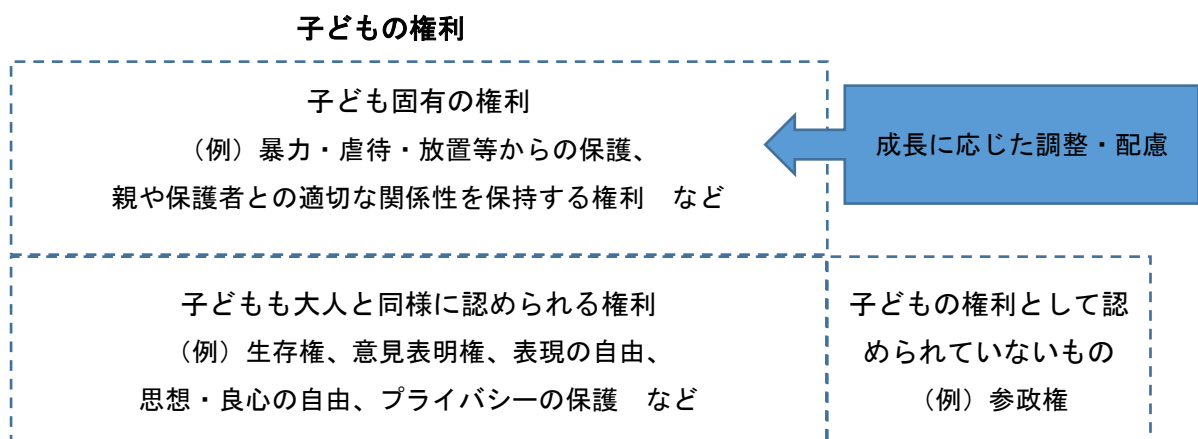 子どもの権利
子ども固有の権利
（例）暴力・虐待・放置等からの保護、
親や保護者との適切な関係性を保持する権利　など
成長に応じた調整・配慮
子どもも大人と同様に認められる権利
（例）生存権、意見表明権、表現の自由、
思想・良心の自由、プライバシーの保護　など
子どもの権利として認
められていないもの
（例）参政権